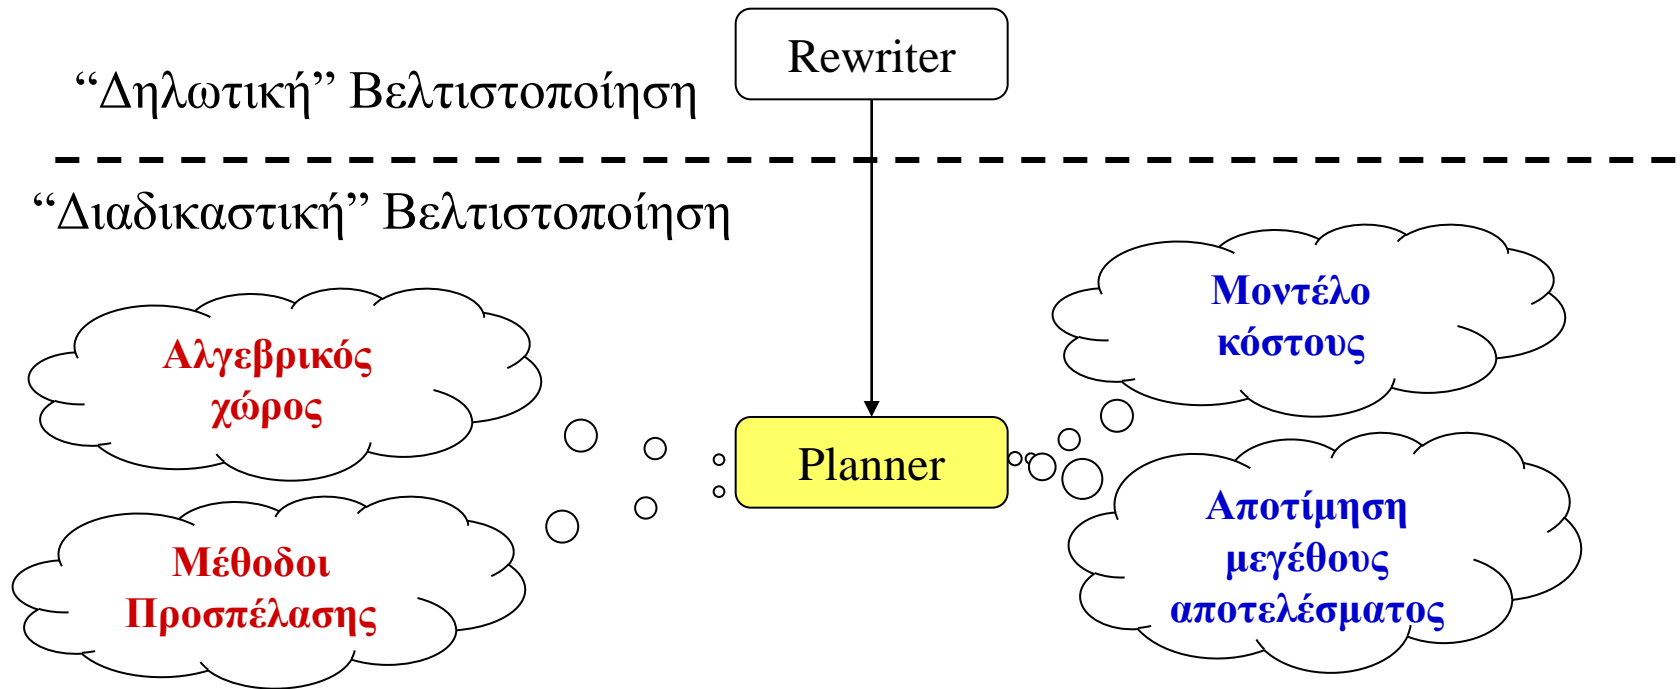 Rewriter
“Δηλωτική” Βελτιστοποίηση
“Διαδικαστική” Βελτιστοποίηση
Αλγεβρικός
χώρος
Μοντέλο
κόστους
Planner
Μέθοδοι
Προσπέλασης
Αποτίμηση
μεγέθους
αποτελέσματος